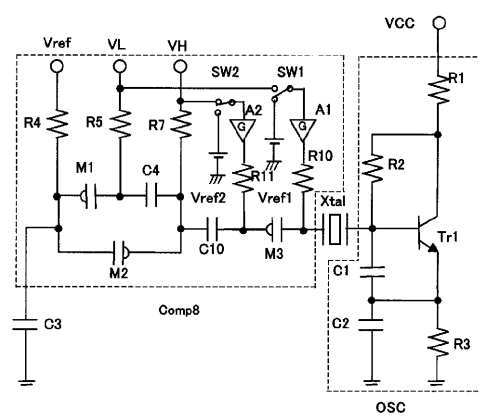 VCC
Vref
VL
VH
SW2
SW1
R1
R4
R5
R7
A2
A1
G
G
R2
R11
R10
M1
C4
Vref2
Vref1
Xtal
Tr1
C10
M3
C1
M2
Comp8
C3
C2
R3
OSC